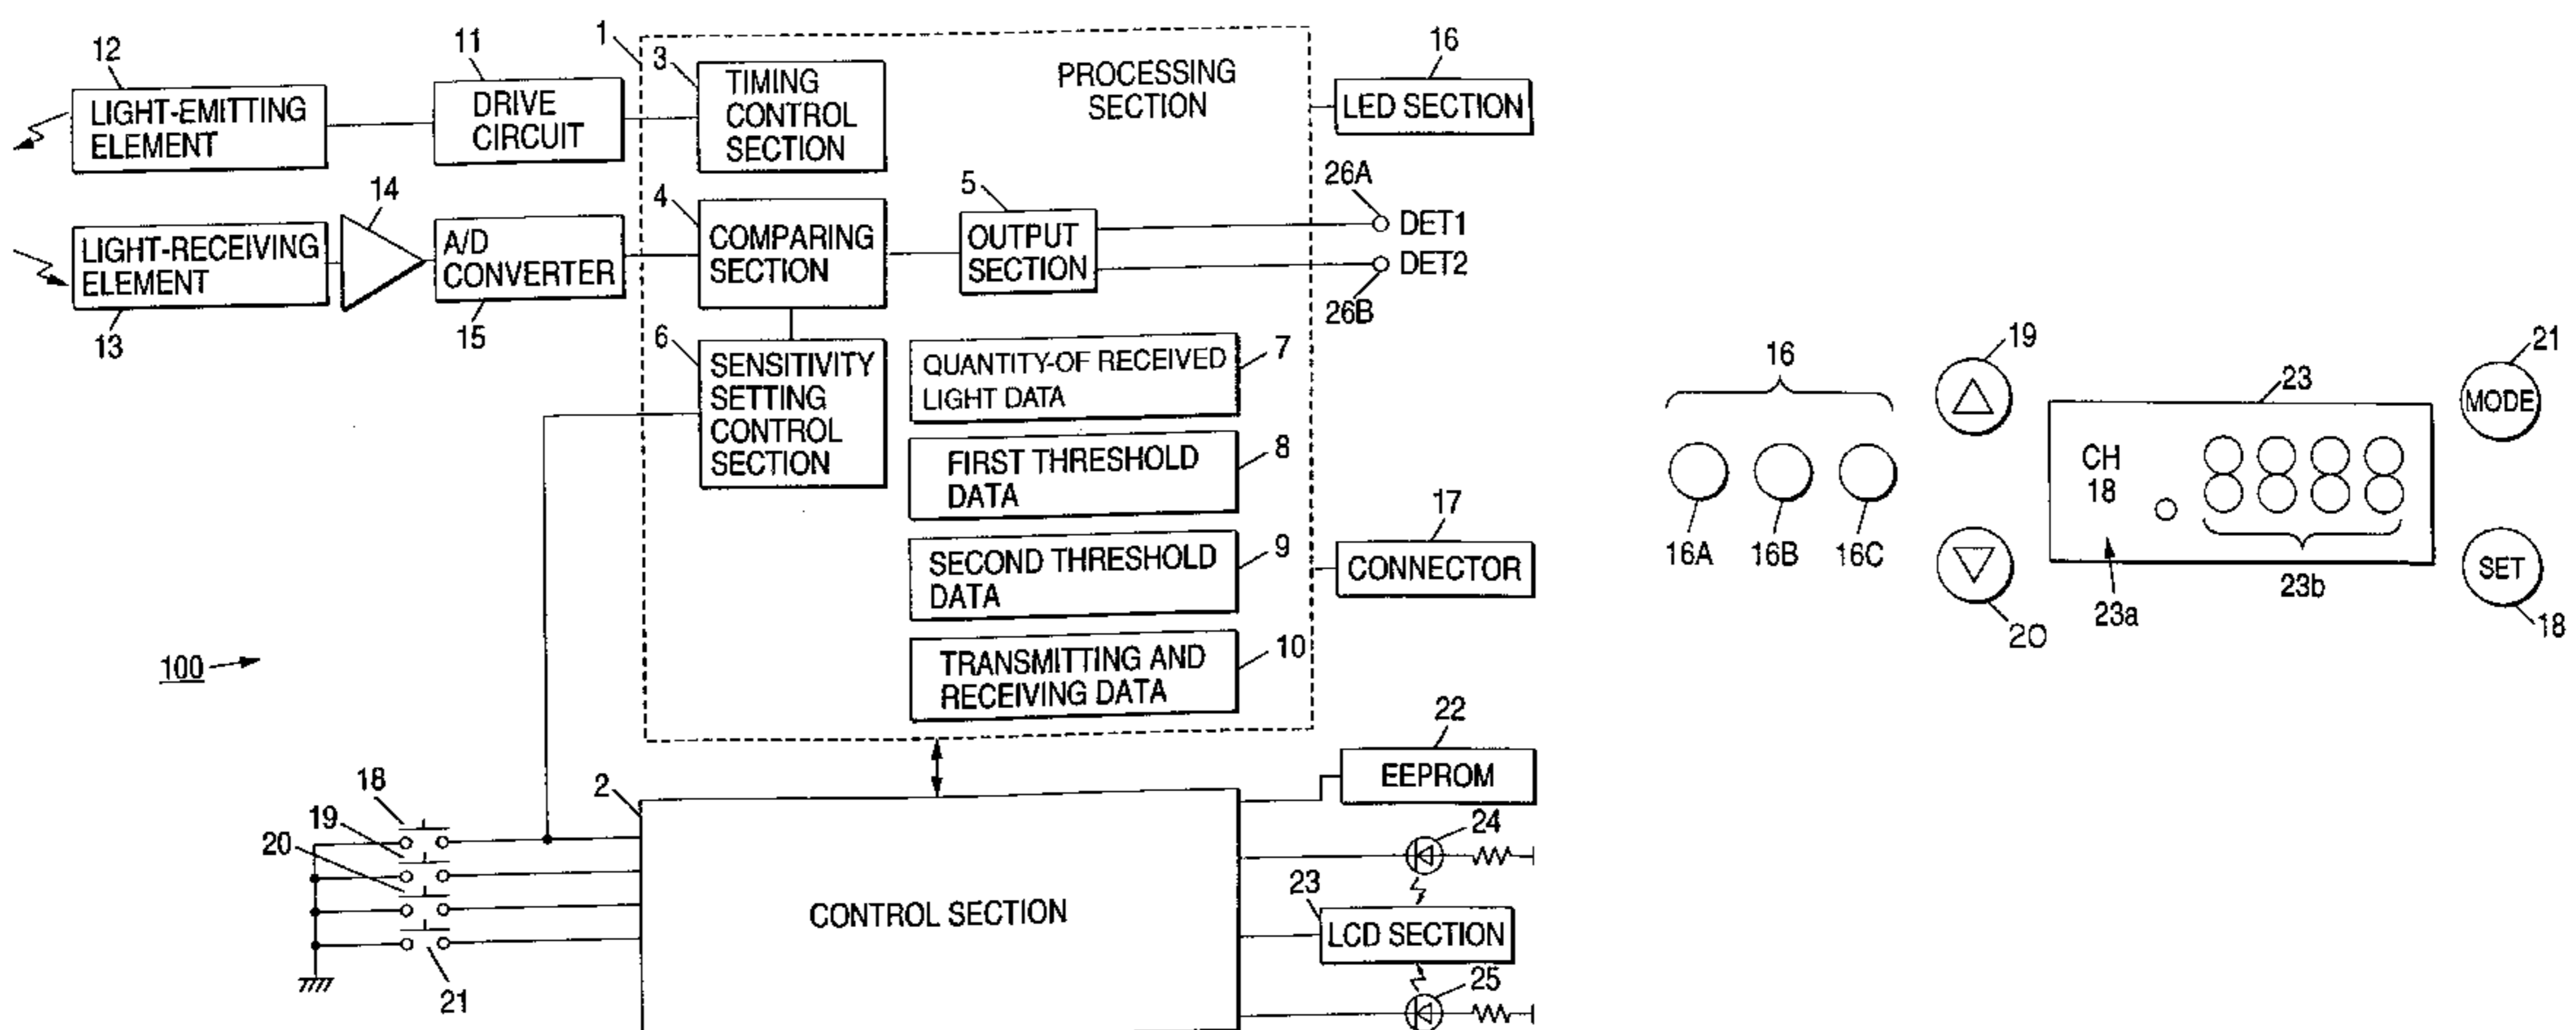 12
LIGHT-EMITTING
ELEMENT
11
DRIVE
CIRCUIT
1
3
TIMING
CONTROL
SECTION
PROCESSING
SECTION
16
LED SECTION
13
LIGHT-RECEIVING
ELEMENT
14
A/D
CONVERTER
15
4
COMPARING
SECTION
5
OUTPUT
SECTION
26A
DET1
DET2
26B
6
SENSITIVITY
SETTING
CONTROL
SECTION
QUANTITY-OF RECEIVED
LIGHT DATA
7
FIRST THRESHOLD
DATA
8
SECOND THRESHOLD
DATA
9
TRANSMITTING AND
RECEIVING DATA
10
17
CONNECTOR
100
2
CONTROL SECTION
18
19
20
21
22
EEPROM
24
23
LCD SECTION
25
16
16A
16B
16C
19
20
23
CH
18
23a
23b
21
MODE
SET
18